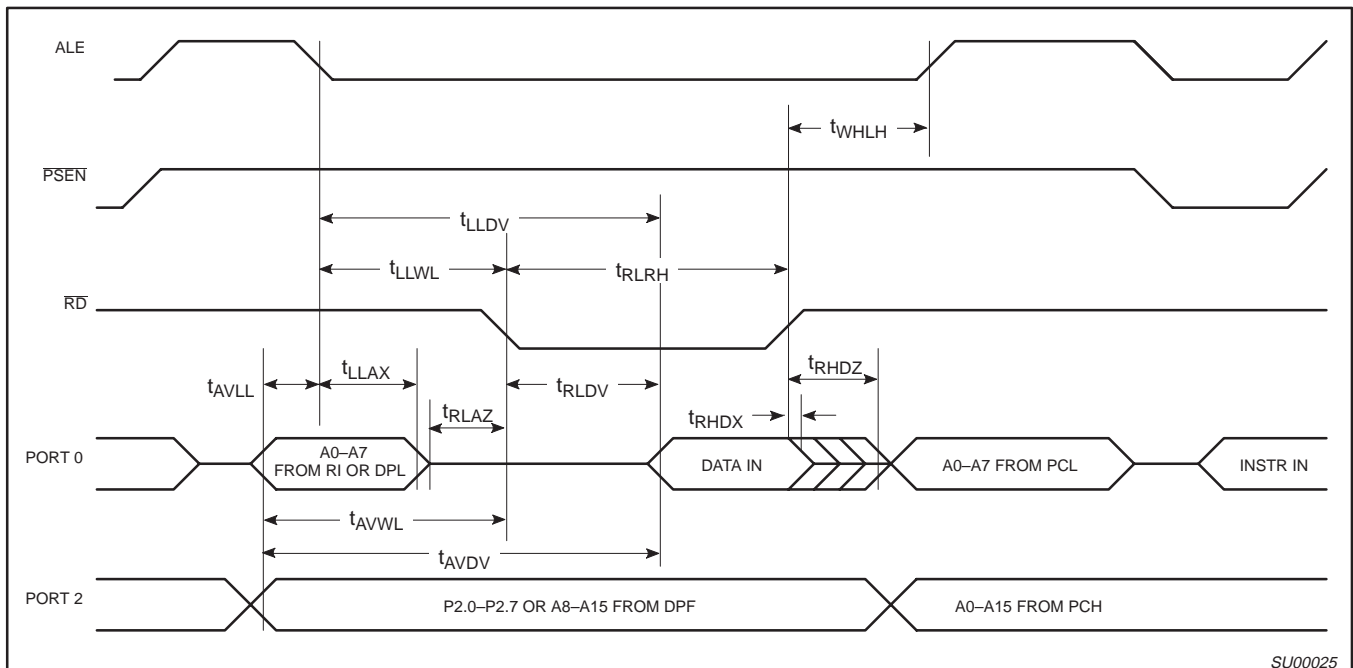 ALE
tWHLH
PSEN
tLLDV
tLLWL
tRLRH
RD
tAVLL
tLLAX
tRLAZ
tRLDV
tRHDZ
tRHDX
PORT 0
A0–A7
FROM RI OR DPL
DATA IN
A0–A7 FROM PCL
INSTR IN
tAVWL
tAVDV
PORT 2
P2.0–P2.7 OR A8–A15 FROM DPF
A0–A15 FROM PCH
SU00025